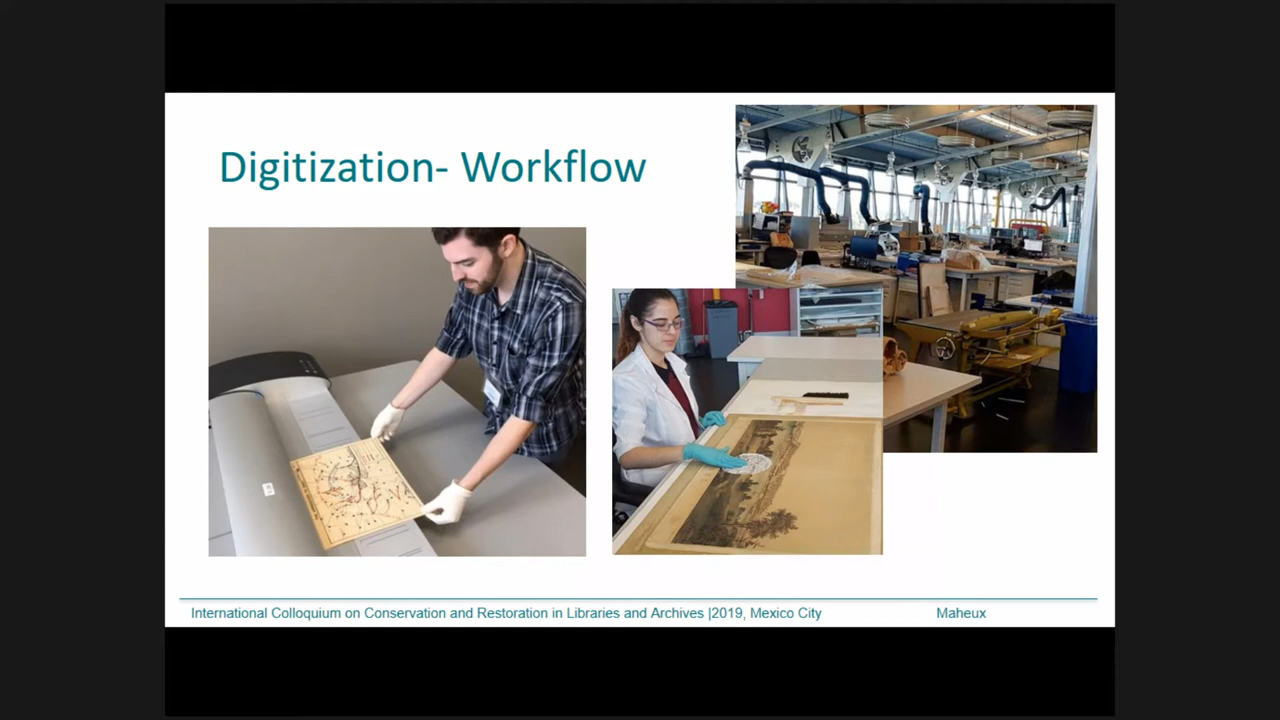 Digitization- Workflow
International Colloquium on Conservation and Restoration in Libraries and Archives |2019, Mexico City
Maheux